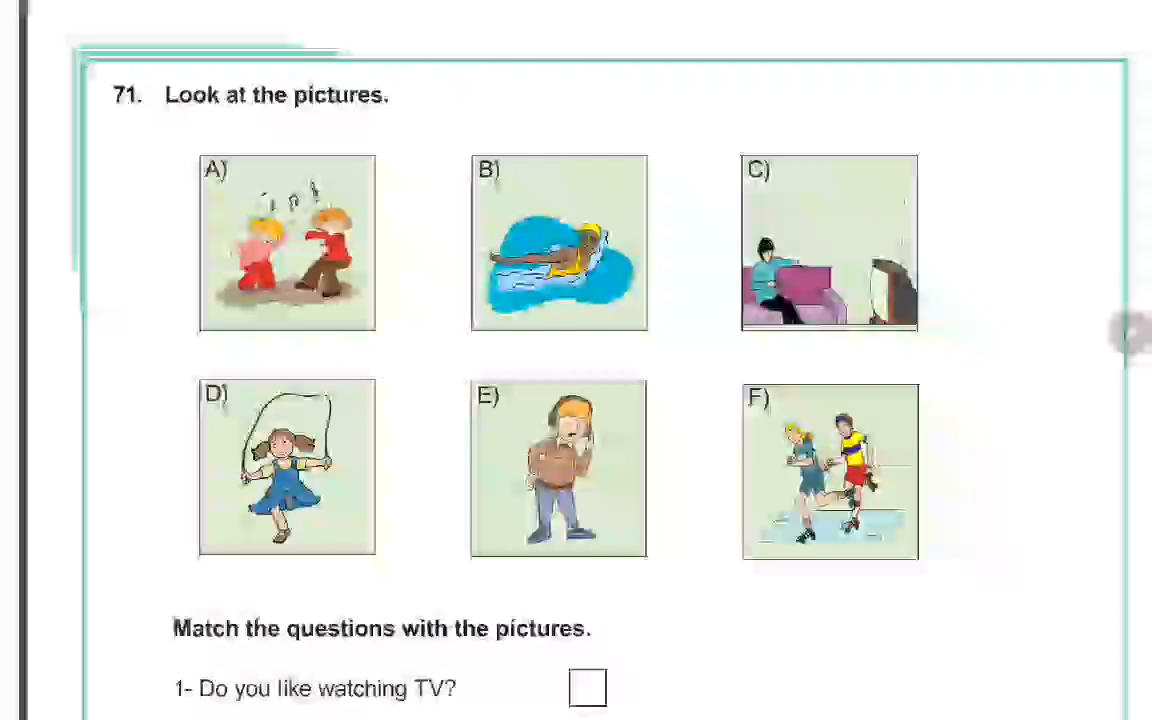 71. Look at the pictures.
A) B) C)
D) E) F)
Match the questions with the pictures.
1- Do you like watching TV?